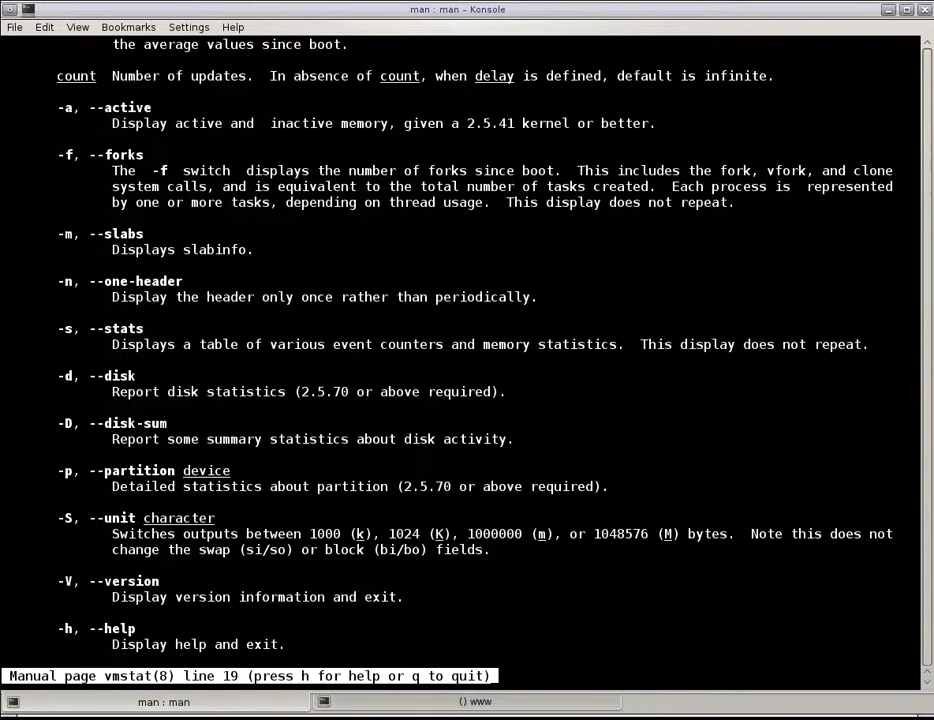 man : man - Konsole
File Edit View Bookmarks Settings Help
the average values since boot.
count Number of updates. In absence of count, when delay is defined, default is infinite.
-a, --active
Display active and inactive memory, given a 2.5.41 kernel or better.
-f, --forks
The -f switch displays the number of forks since boot. This includes the fork, vfork, and clone
system calls, and is equivalent to the total number of tasks created. Each process is represented
by one or more tasks, depending on thread usage. This display does not repeat.
-m, --slabs
Displays slabinfo.
-n, --one-header
Display the header only once rather than periodically.
-s, --stats
Displays a table of various event counters and memory statistics. This display does not repeat.
-d, --disk
Report disk statistics (2.5.70 or above required).
-D, --disk-sum
Report some summary statistics about disk activity.
-p, --partition device
Detailed statistics about partition (2.5.70 or above required).
-S, --unit character
Switches outputs between 1000 (k), 1024 (K), 1000000 (m), or 1048576 (M) bytes. Note this does not
change the swap (si/so) or block (bi/bo) fields.
-V, --version
Display version information and exit.
-h, --help
Display help and exit.
Manual page vmstat(8) line 19 (press h for help or q to quit)
man : man
() www